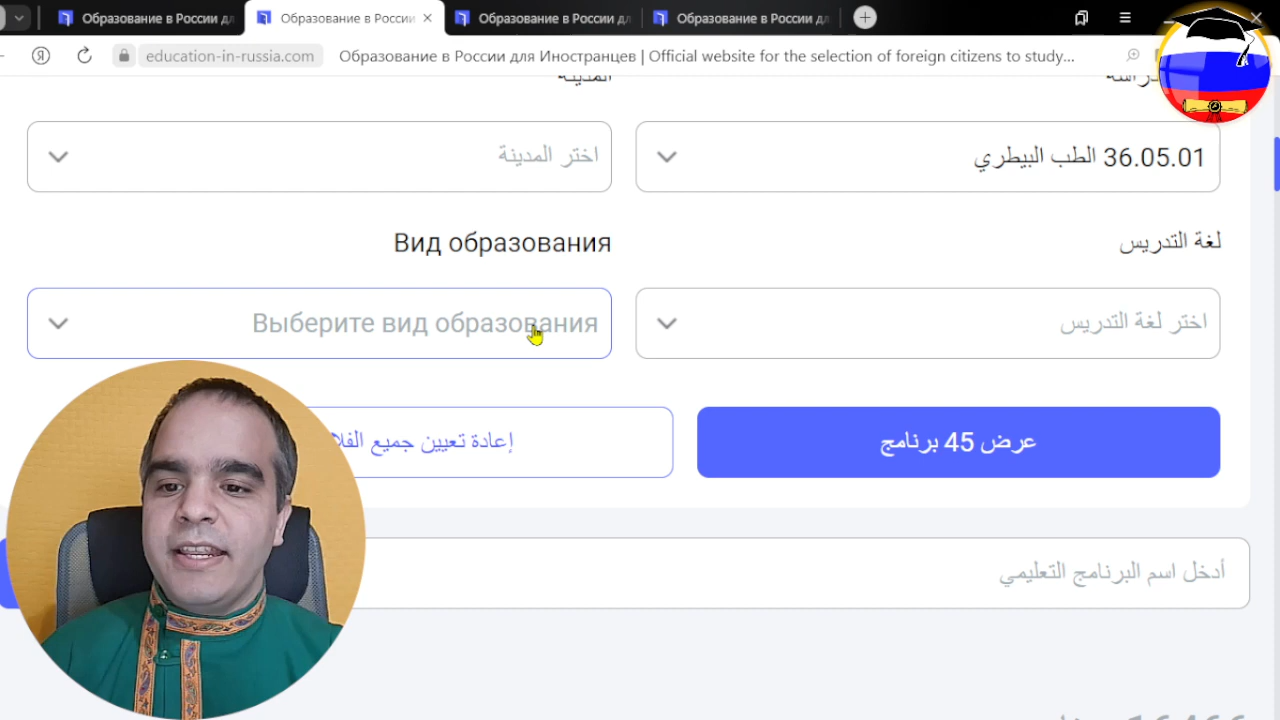 Образование в России дл
Образование в России
Образование в России дл
Образование в России дл
education-in-russia.com
Образование в России для Иностранцев | Official website for the selection of foreign citizens to study...
المدينة
اختر المدينة
36.05.01 الطب البيطري
Вид образования
لغة التدريس
Выберите вид образования
اختر لغة التدريس
إعادة تعيين جميع
عرض 45 برنامج
أدخل اسم البرنامج التعليمي